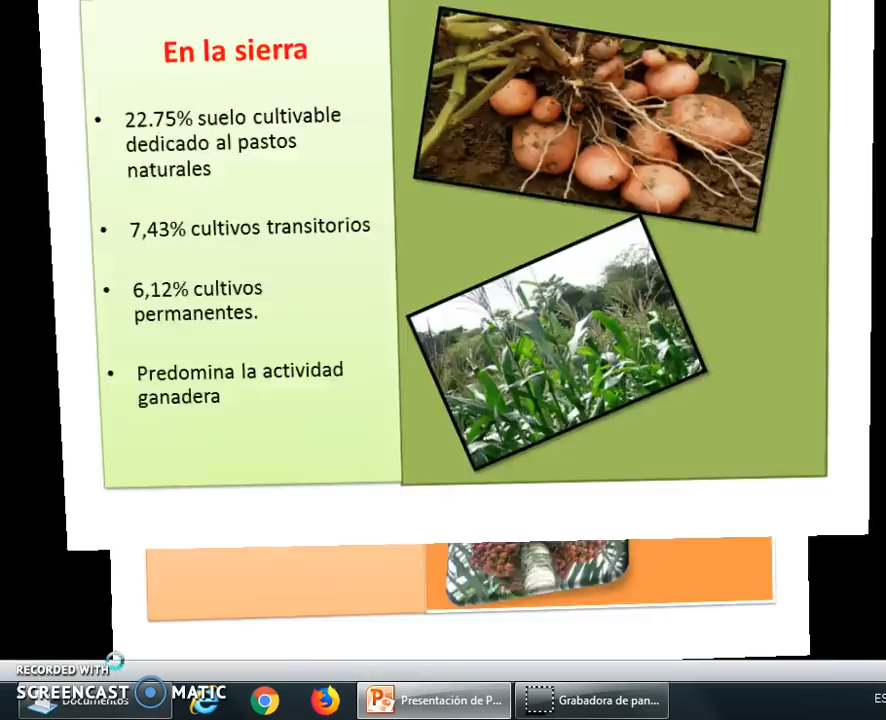 En la sierra
• 22.75% suelo cultivable
dedicado al pastos
naturales
• 7,43% cultivos transitorios
• 6,12% cultivos
permanentes.
• Predomina la actividad
ganadera
RECORDED WITH
SCREENCAST MATIC
Documentos
Presentación de P...
Grabadora de pan...
ES